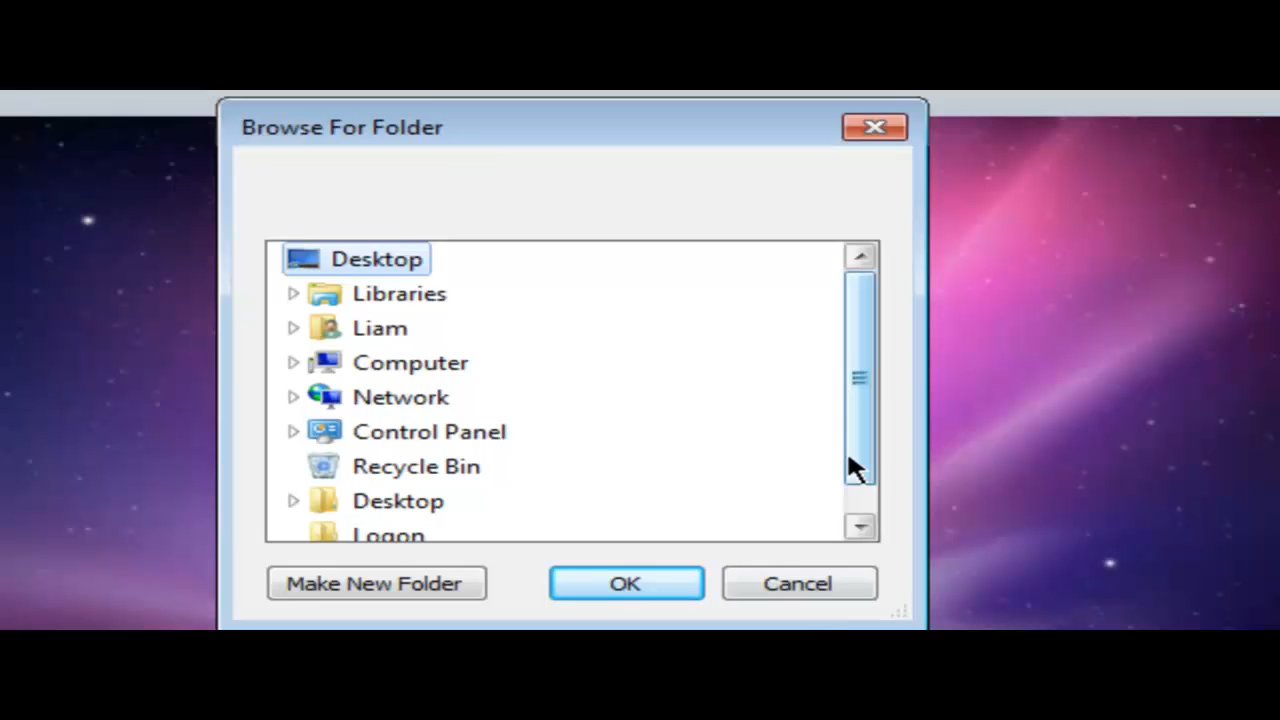 Browse For Folder
Desktop
Libraries
Liam
Computer
Network
Control Panel
Recycle Bin
Desktop
Logon
Make New Folder
OK
Cancel